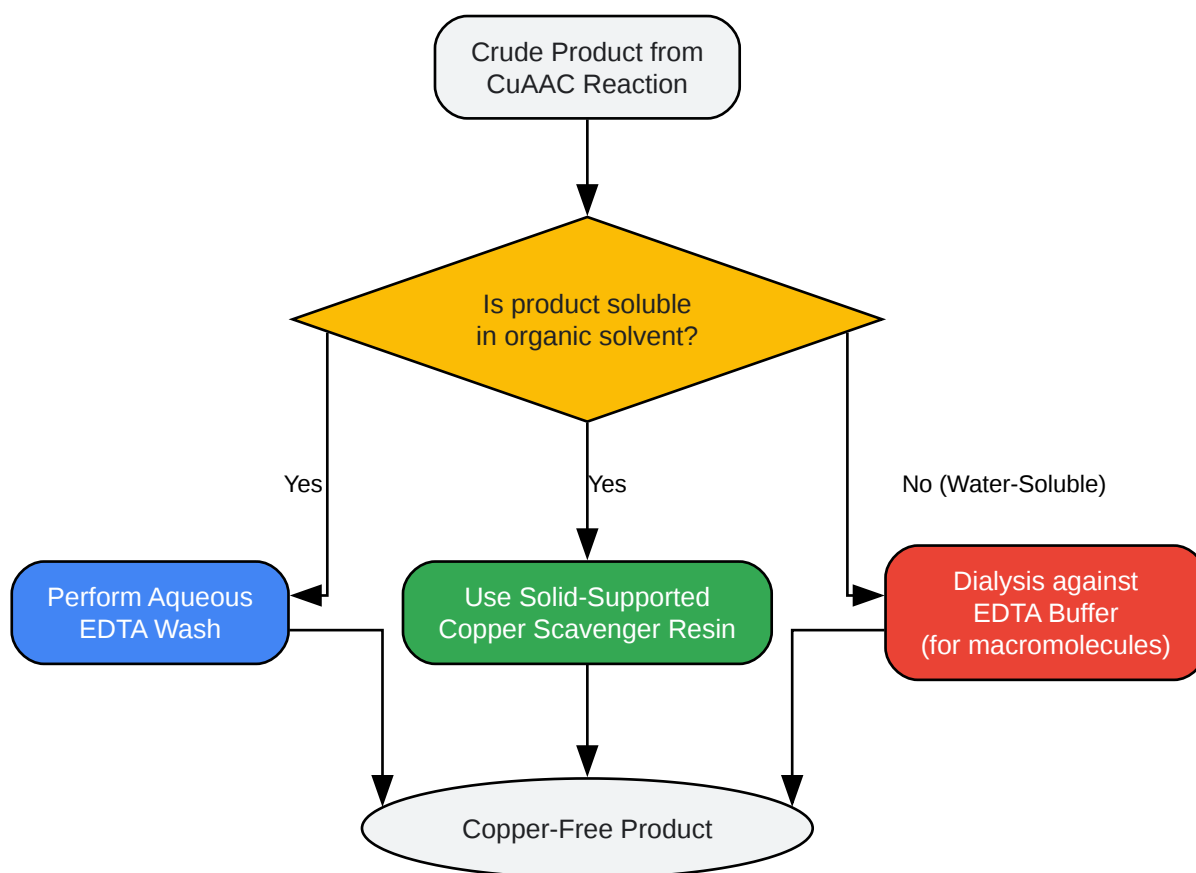 Crude Product from
CuAAC Reaction
Is product soluble
in organic solvent?
Yes
Yes
No (Water-Soluble)
Perform Aqueous
EDTA Wash
Use Solid-Supported
Copper Scavenger Resin
Dialysis against
EDTA Buffer
(for macromolecules)
Copper-Free Product